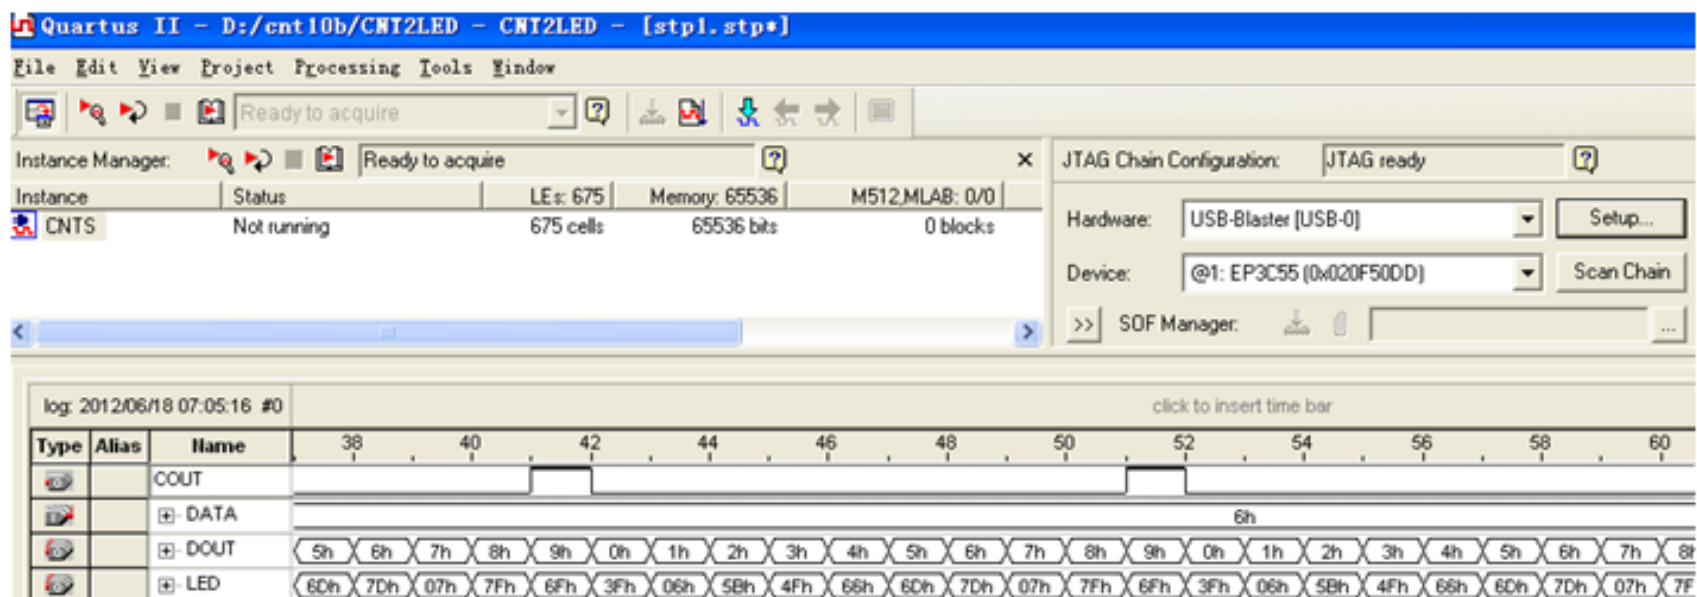 Quartus II - D:/cnt10b/CNT2LED - CNT2LED - [stp1.stp*]
File Edit View Project Processing Tools Window
Ready to acquire
Instance Manager: Ready to acquire
JTAG Chain Configuration: JTAG ready
Instance Status LEs: 675 Memory: 65536 M512,MLAB: 0/0
CNTS Not running 675 cells 65536 bits 0 blocks
Hardware: USB-Blaster [USB-0] Setup...
Device: @1: EP3C55 (0x020F50DD) Scan Chain
>> SOF Manager: ...
log: 2012/06/18 07:05:16 #0 click to insert time bar
Type Alias Name 38 40 42 44 46 48 50 52 54 56 58 60
COUT
DATA 6h
DOUT 5h 6h 7h 8h 9h 0h 1h 2h 3h 4h 5h 6h 7h 8h 9h 0h 1h 2h 3h 4h 5h 6h 7h 8h
LED 6Dh 7Dh 07h 7Fh 6Fh 3Fh 06h 5Bh 4Fh 66h 6Dh 7Dh 07h 7Fh 6Fh 3Fh 06h 5Bh 4Fh 66h 6Dh 7Dh 07h 7F